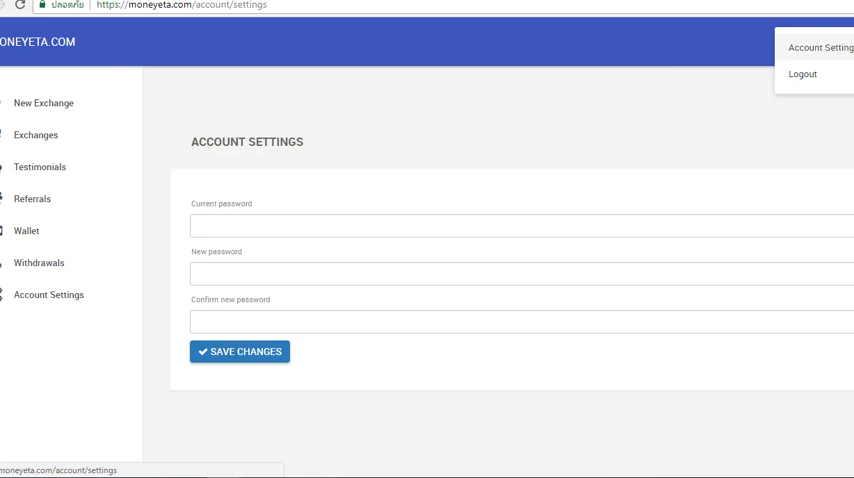 ปลอดภัย | https://moneyeta.com/account/settings
ONEYETA.COM
Account Setting
Logout
New Exchange
Exchanges
Testimonials
Referrals
Wallet
Withdrawals
Account Settings
ACCOUNT SETTINGS
Current password
New password
Confirm new password
SAVE CHANGES
moneyeta.com/account/settings